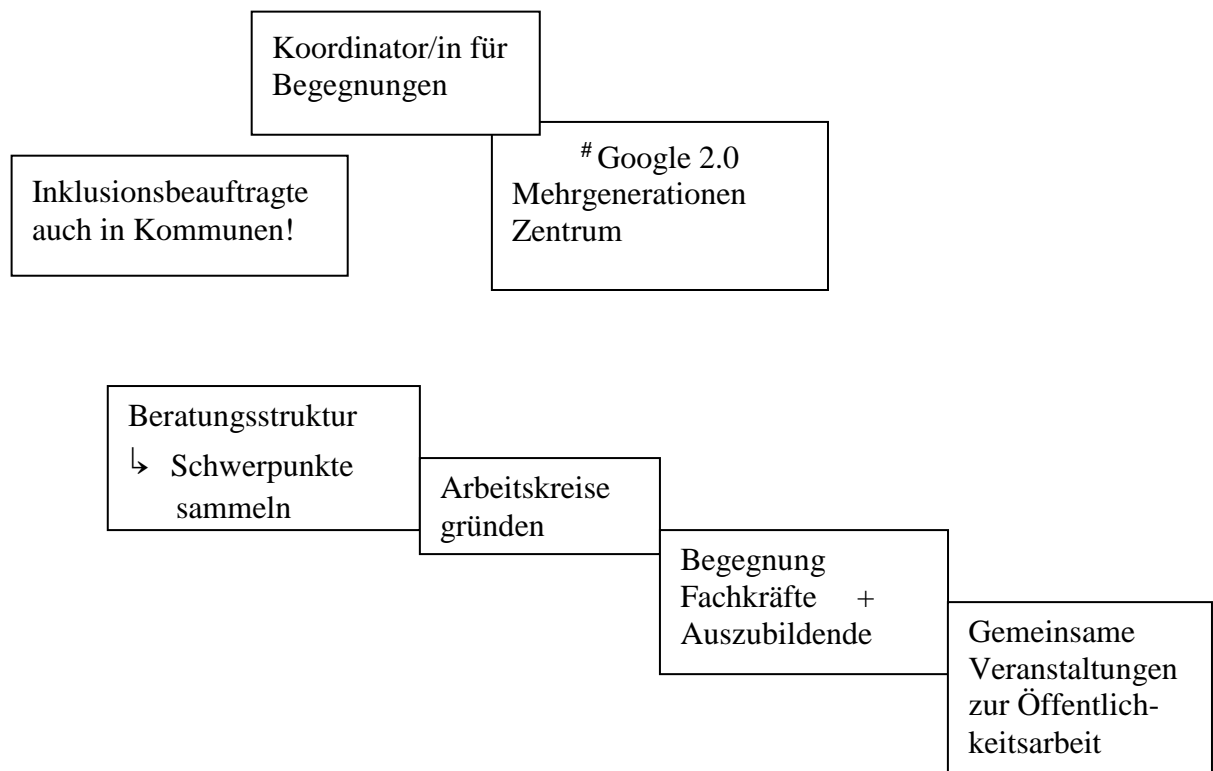 Koordinator/in für
Begegnungen
# Google 2.0
Mehrgenerationen
Zentrum
Inklusionsbeauftragte
auch in Kommunen!
Beratungsstruktur
↳ Schwerpunkte
sammeln
Arbeitskreise
gründen
Begegnung
Fachkräfte +
Auszubildende
Gemeinsame
Veranstaltungen
zur Öffentlich-
keitsarbeit